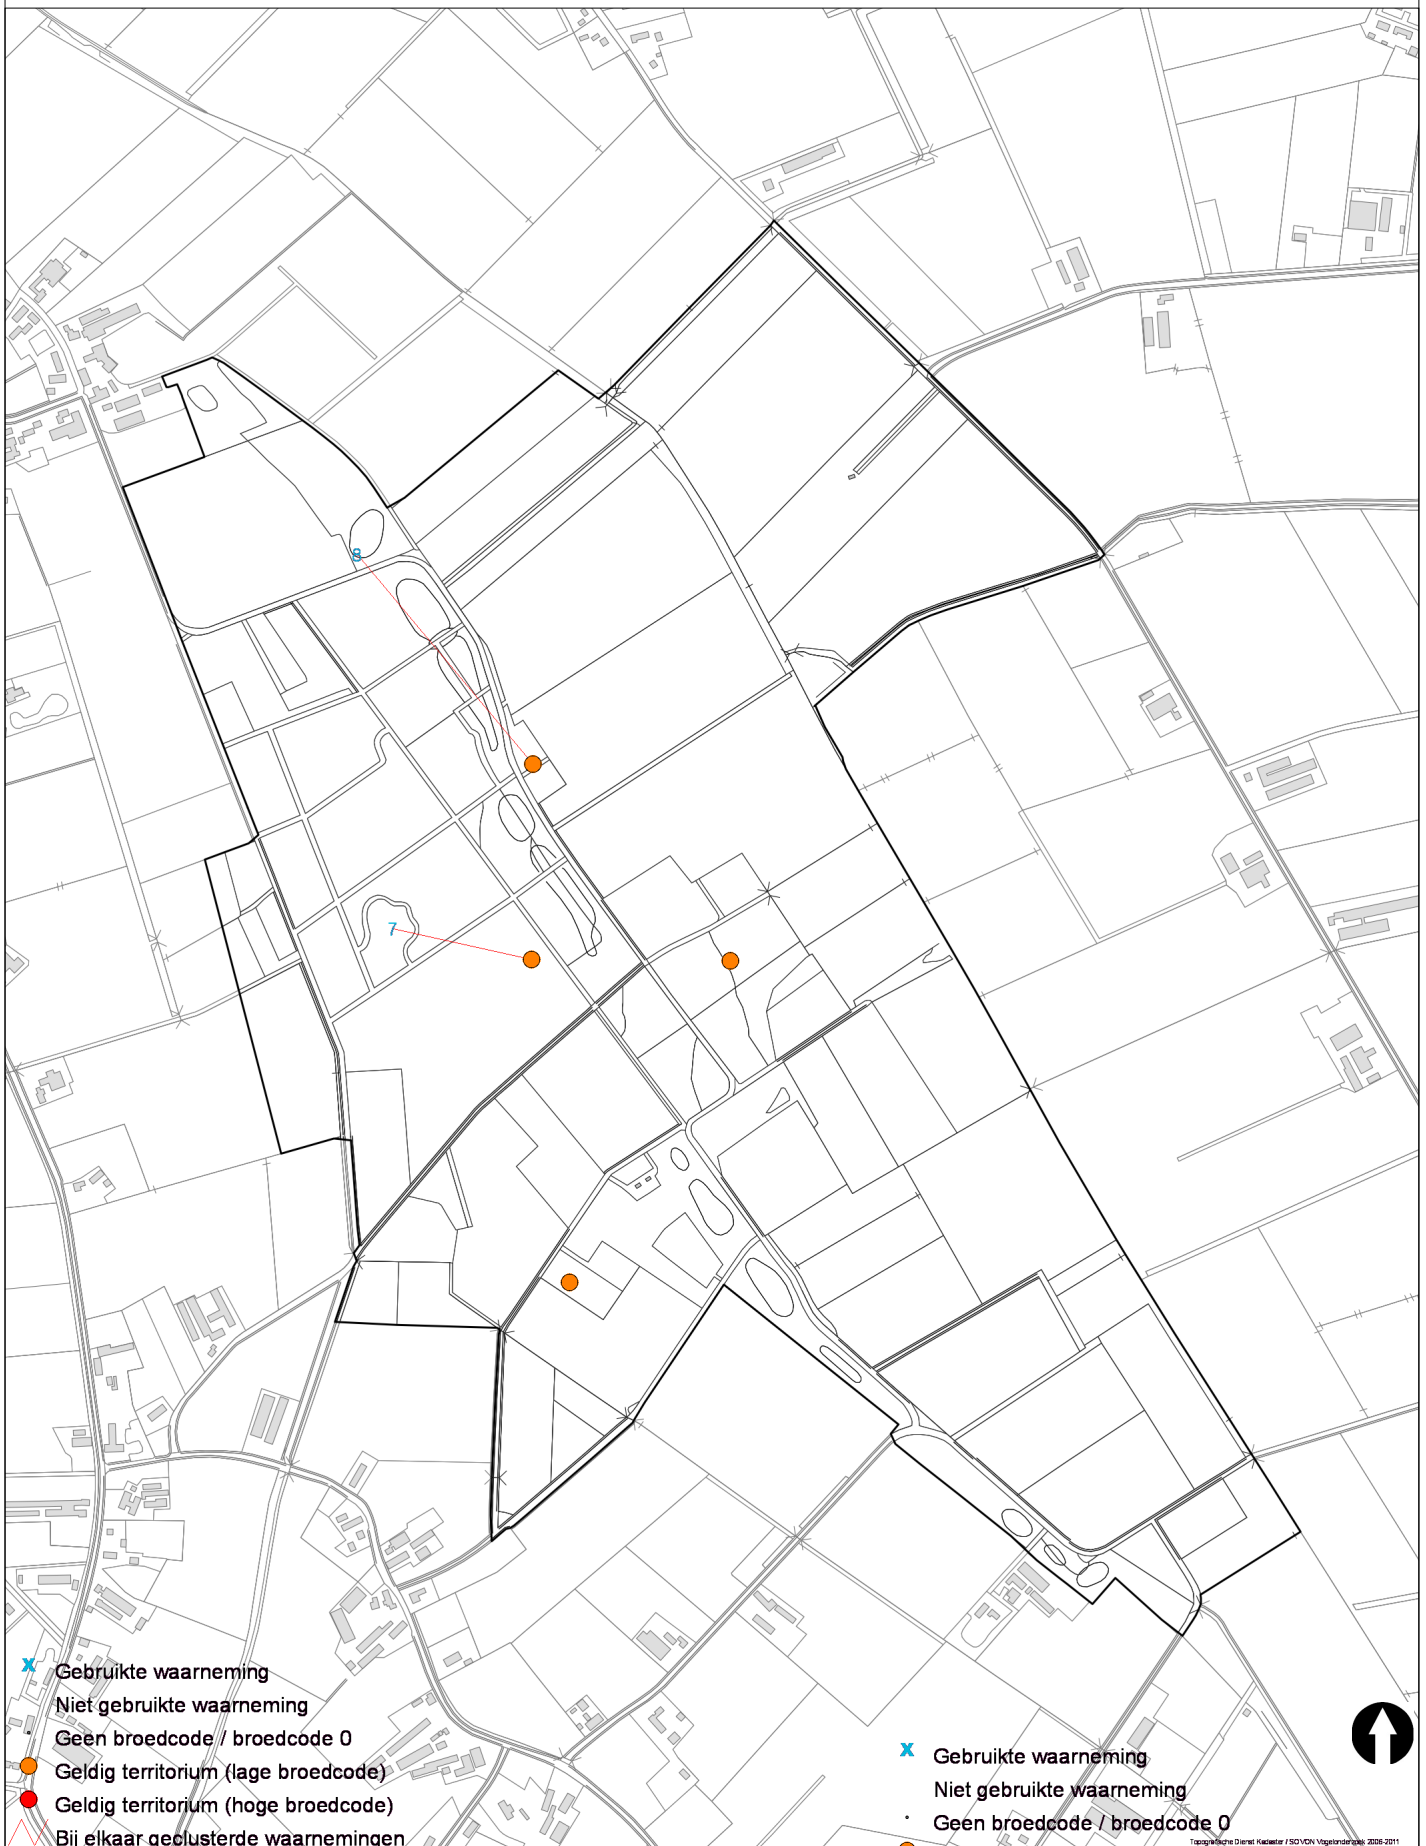 8
7
x Gebruikte waarneming
Niet gebruikte waarneming
Geen broedcode / broedcode 0
Geldig territorium (lage broedcode)
Geldig territorium (hoge broedcode)
Bij elkaar geclusterde waarnemingen
x Gebruikte waarneming
Niet gebruikte waarneming
Geen broedcode / broedcode 0
Topografische Dienst Kadaster / SOVON Vogelonderzoek 2006-2011